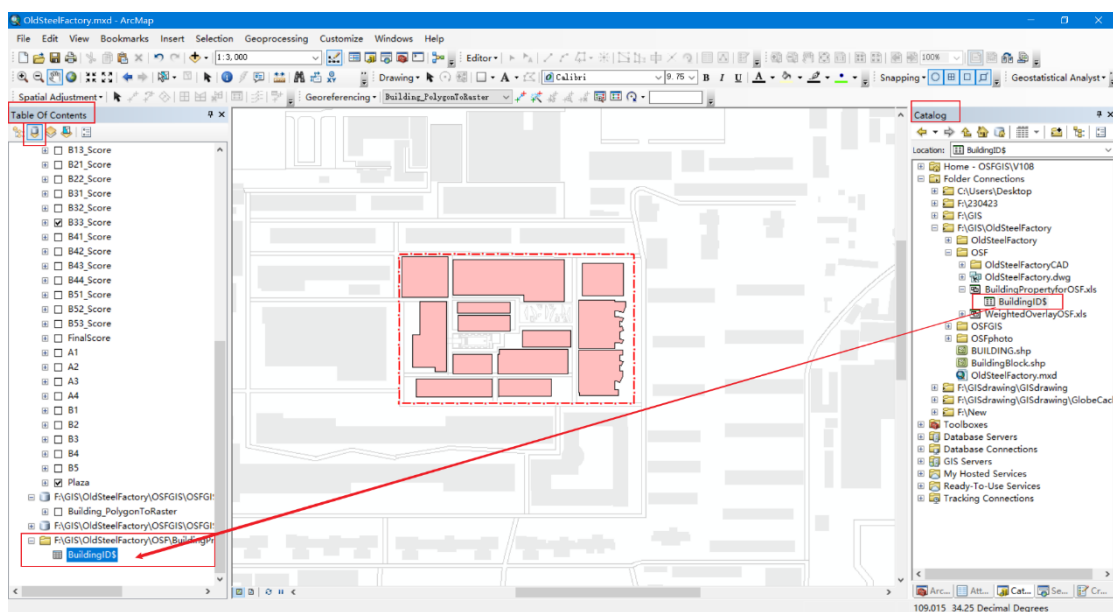 OldSteelFactory.mxd - ArcMap
File Edit View Bookmarks Insert Selection Geoprocessing Customize Windows Help
1:3,000 Editor 100%
Drawing Calibri 9.75 B I U A Snapping Geostatistical Analyst
Spatial Adjustment Georeferencing Building_PolygonToRaster
Table Of Contents
B13_Score
B21_Score
B22_Score
B31_Score
B32_Score
B33_Score
B41_Score
B42_Score
B43_Score
B44_Score
B51_Score
B52_Score
B53_Score
FinalScore
A1
A2
A3
A4
B1
B2
B3
B4
B5
Plaza
F:\GIS\OldSteelFactory\OSFGIS\OSFGI
Building_PolygonToRaster
F:\GIS\OldSteelFactory\OSFGIS\OSFGI
F:\GIS\OldSteelFactory\OSF\BuildingPr
BuildingID$
Catalog
Location: BuildingID$
Home - OSFGIS\V108
Folder Connections
C:\Users\Desktop
F:\230423
F:\GIS
F:\GIS\OldSteelFactory
OldSteelFactory
OSF
OldSteelFactoryCAD
OldSteelFactory.dwg
BuildingPropertyforOSF.xls
BuildingID$
WeightedOverlayOSF.xls
OSFGIS
OSFphoto
BUILDING.shp
BuildingBlock.shp
OldSteelFactory.mxd
F:\GISdrawing\GISdrawing
F:\GISdrawing\GISdrawing\GlobeCac
F:\New
Toolboxes
Database Servers
Database Connections
GIS Servers
My Hosted Services
Ready-To-Use Services
Tracking Connections
Arc... Att... Cat... Se... Cr...
109.015 34.25 Decimal Degrees